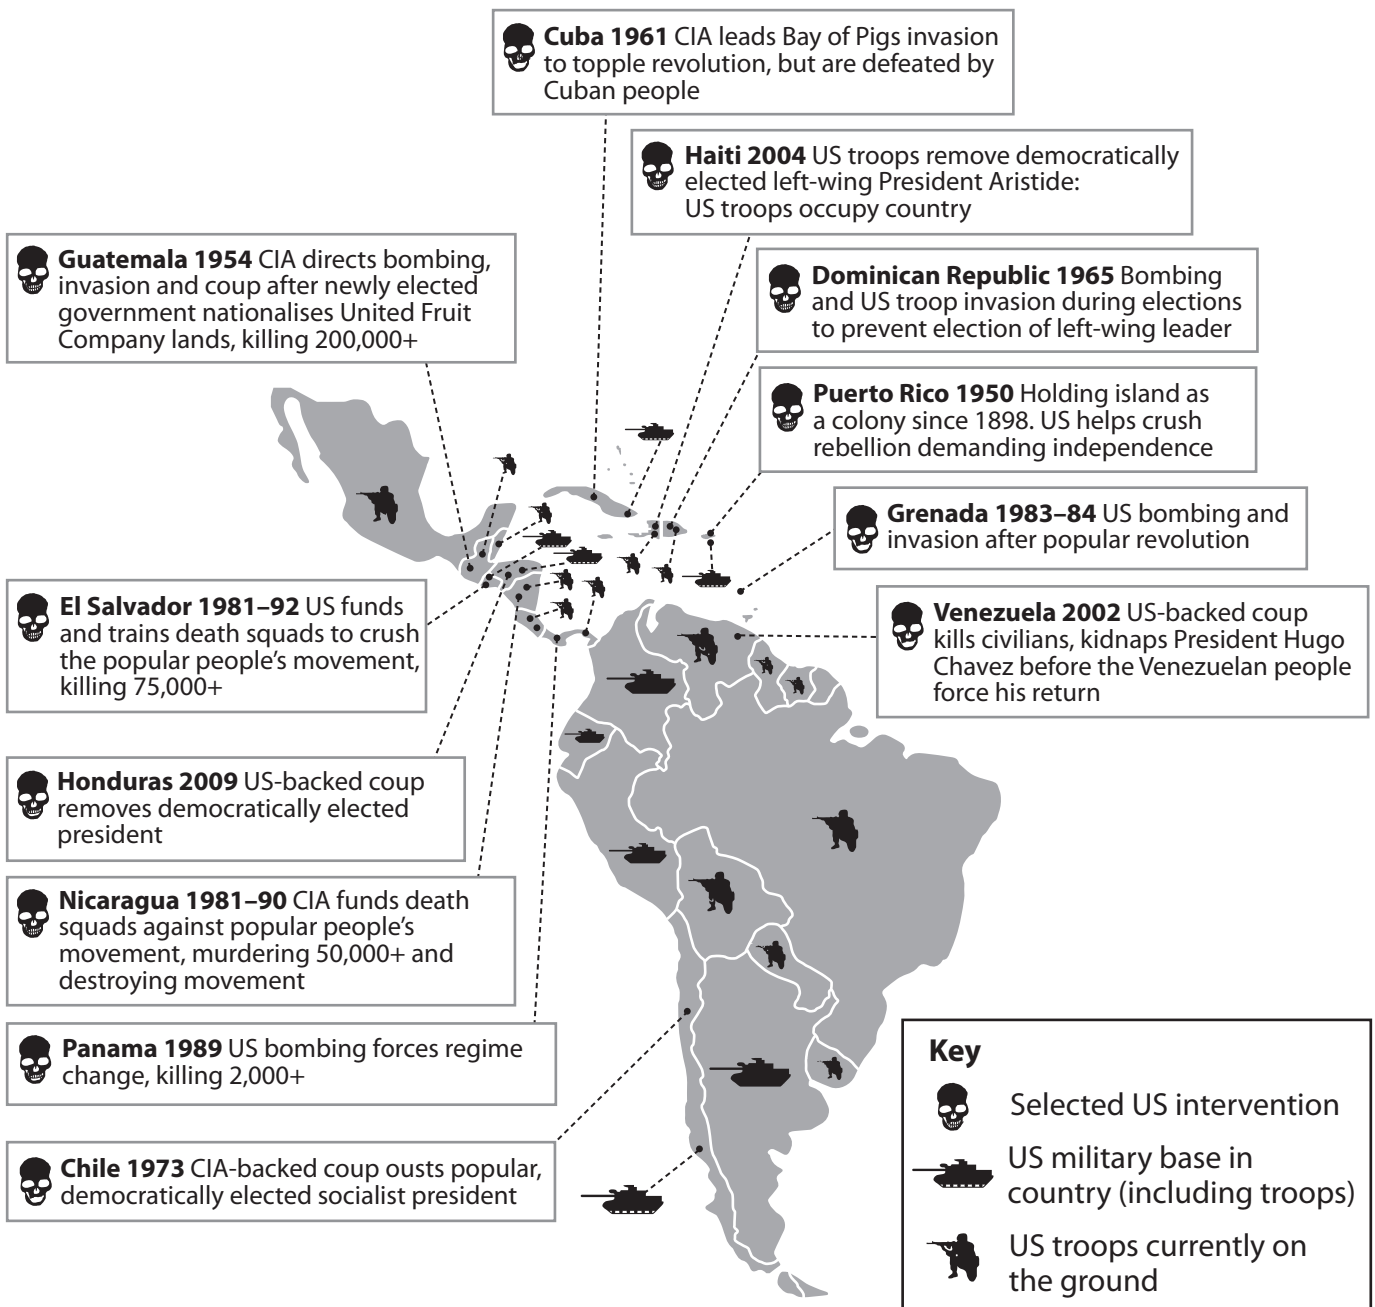 Cuba 1961 CIA leads Bay of Pigs invasion
to topple revolution, but are defeated by
Cuban people
Haiti 2004 US troops remove democratically
elected left-wing President Aristide:
US troops occupy country
Guatemala 1954 CIA directs bombing,
invasion and coup after newly elected
government nationalises United Fruit
Company lands, killing 200,000+
Dominican Republic 1965 Bombing
and US troop invasion during elections
to prevent election of left-wing leader
Puerto Rico 1950 Holding island as
a colony since 1898. US helps crush
rebellion demanding independence
Grenada 1983–84 US bombing and
invasion after popular revolution
El Salvador 1981–92 US funds
and trains death squads to crush
the popular people's movement,
killing 75,000+
Venezuela 2002 US-backed coup
kills civilians, kidnaps President Hugo
Chavez before the Venezuelan people
force his return
Honduras 2009 US-backed coup
removes democratically elected
president
Nicaragua 1981–90 CIA funds death
squads against popular people's
movement, murdering 50,000+ and
destroying movement
Panama 1989 US bombing forces regime
change, killing 2,000+
Chile 1973 CIA-backed coup ousts popular,
democratically elected socialist president
Key
Selected US intervention
US military base in
country (including troops)
US troops currently on
the ground